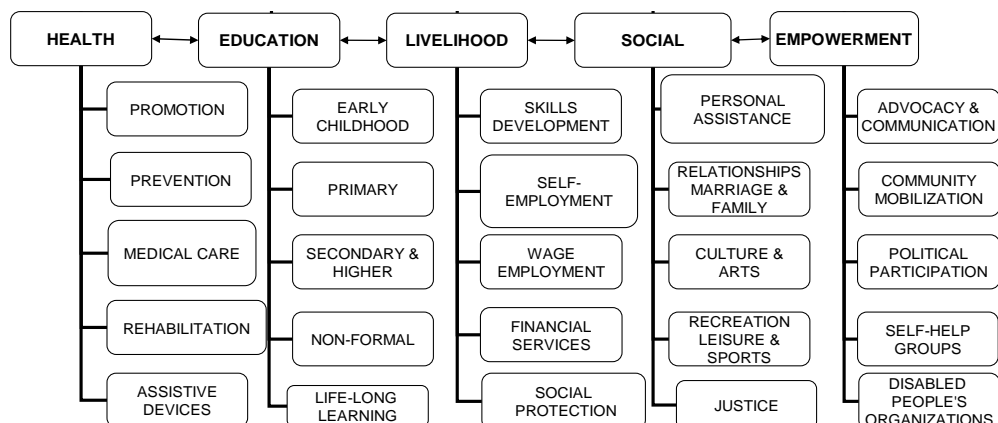 HEALTH
EDUCATION
LIVELIHOOD
SOCIAL
EMPOWERMENT
PROMOTION
PREVENTION
MEDICAL CARE
REHABILITATION
ASSISTIVE
DEVICES
EARLY
CHILDHOOD
PRIMARY
SECONDARY &
HIGHER
NON-FORMAL
LIFE-LONG
LEARNING
SKILLS
DEVELOPMENT
SELF-
EMPLOYMENT
WAGE
EMPLOYMENT
FINANCIAL
SERVICES
SOCIAL
PROTECTION
PERSONAL
ASSISTANCE
RELATIONSHIPS
MARRIAGE &
FAMILY
CULTURE &
ARTS
RECREATION
LEISURE &
SPORTS
JUSTICE
ADVOCACY &
COMMUNICATION
COMMUNITY
MOBILIZATION
POLITICAL
PARTICIPATION
SELF-HELP
GROUPS
DISABLED
PEOPLE'S
ORGANIZATIONS